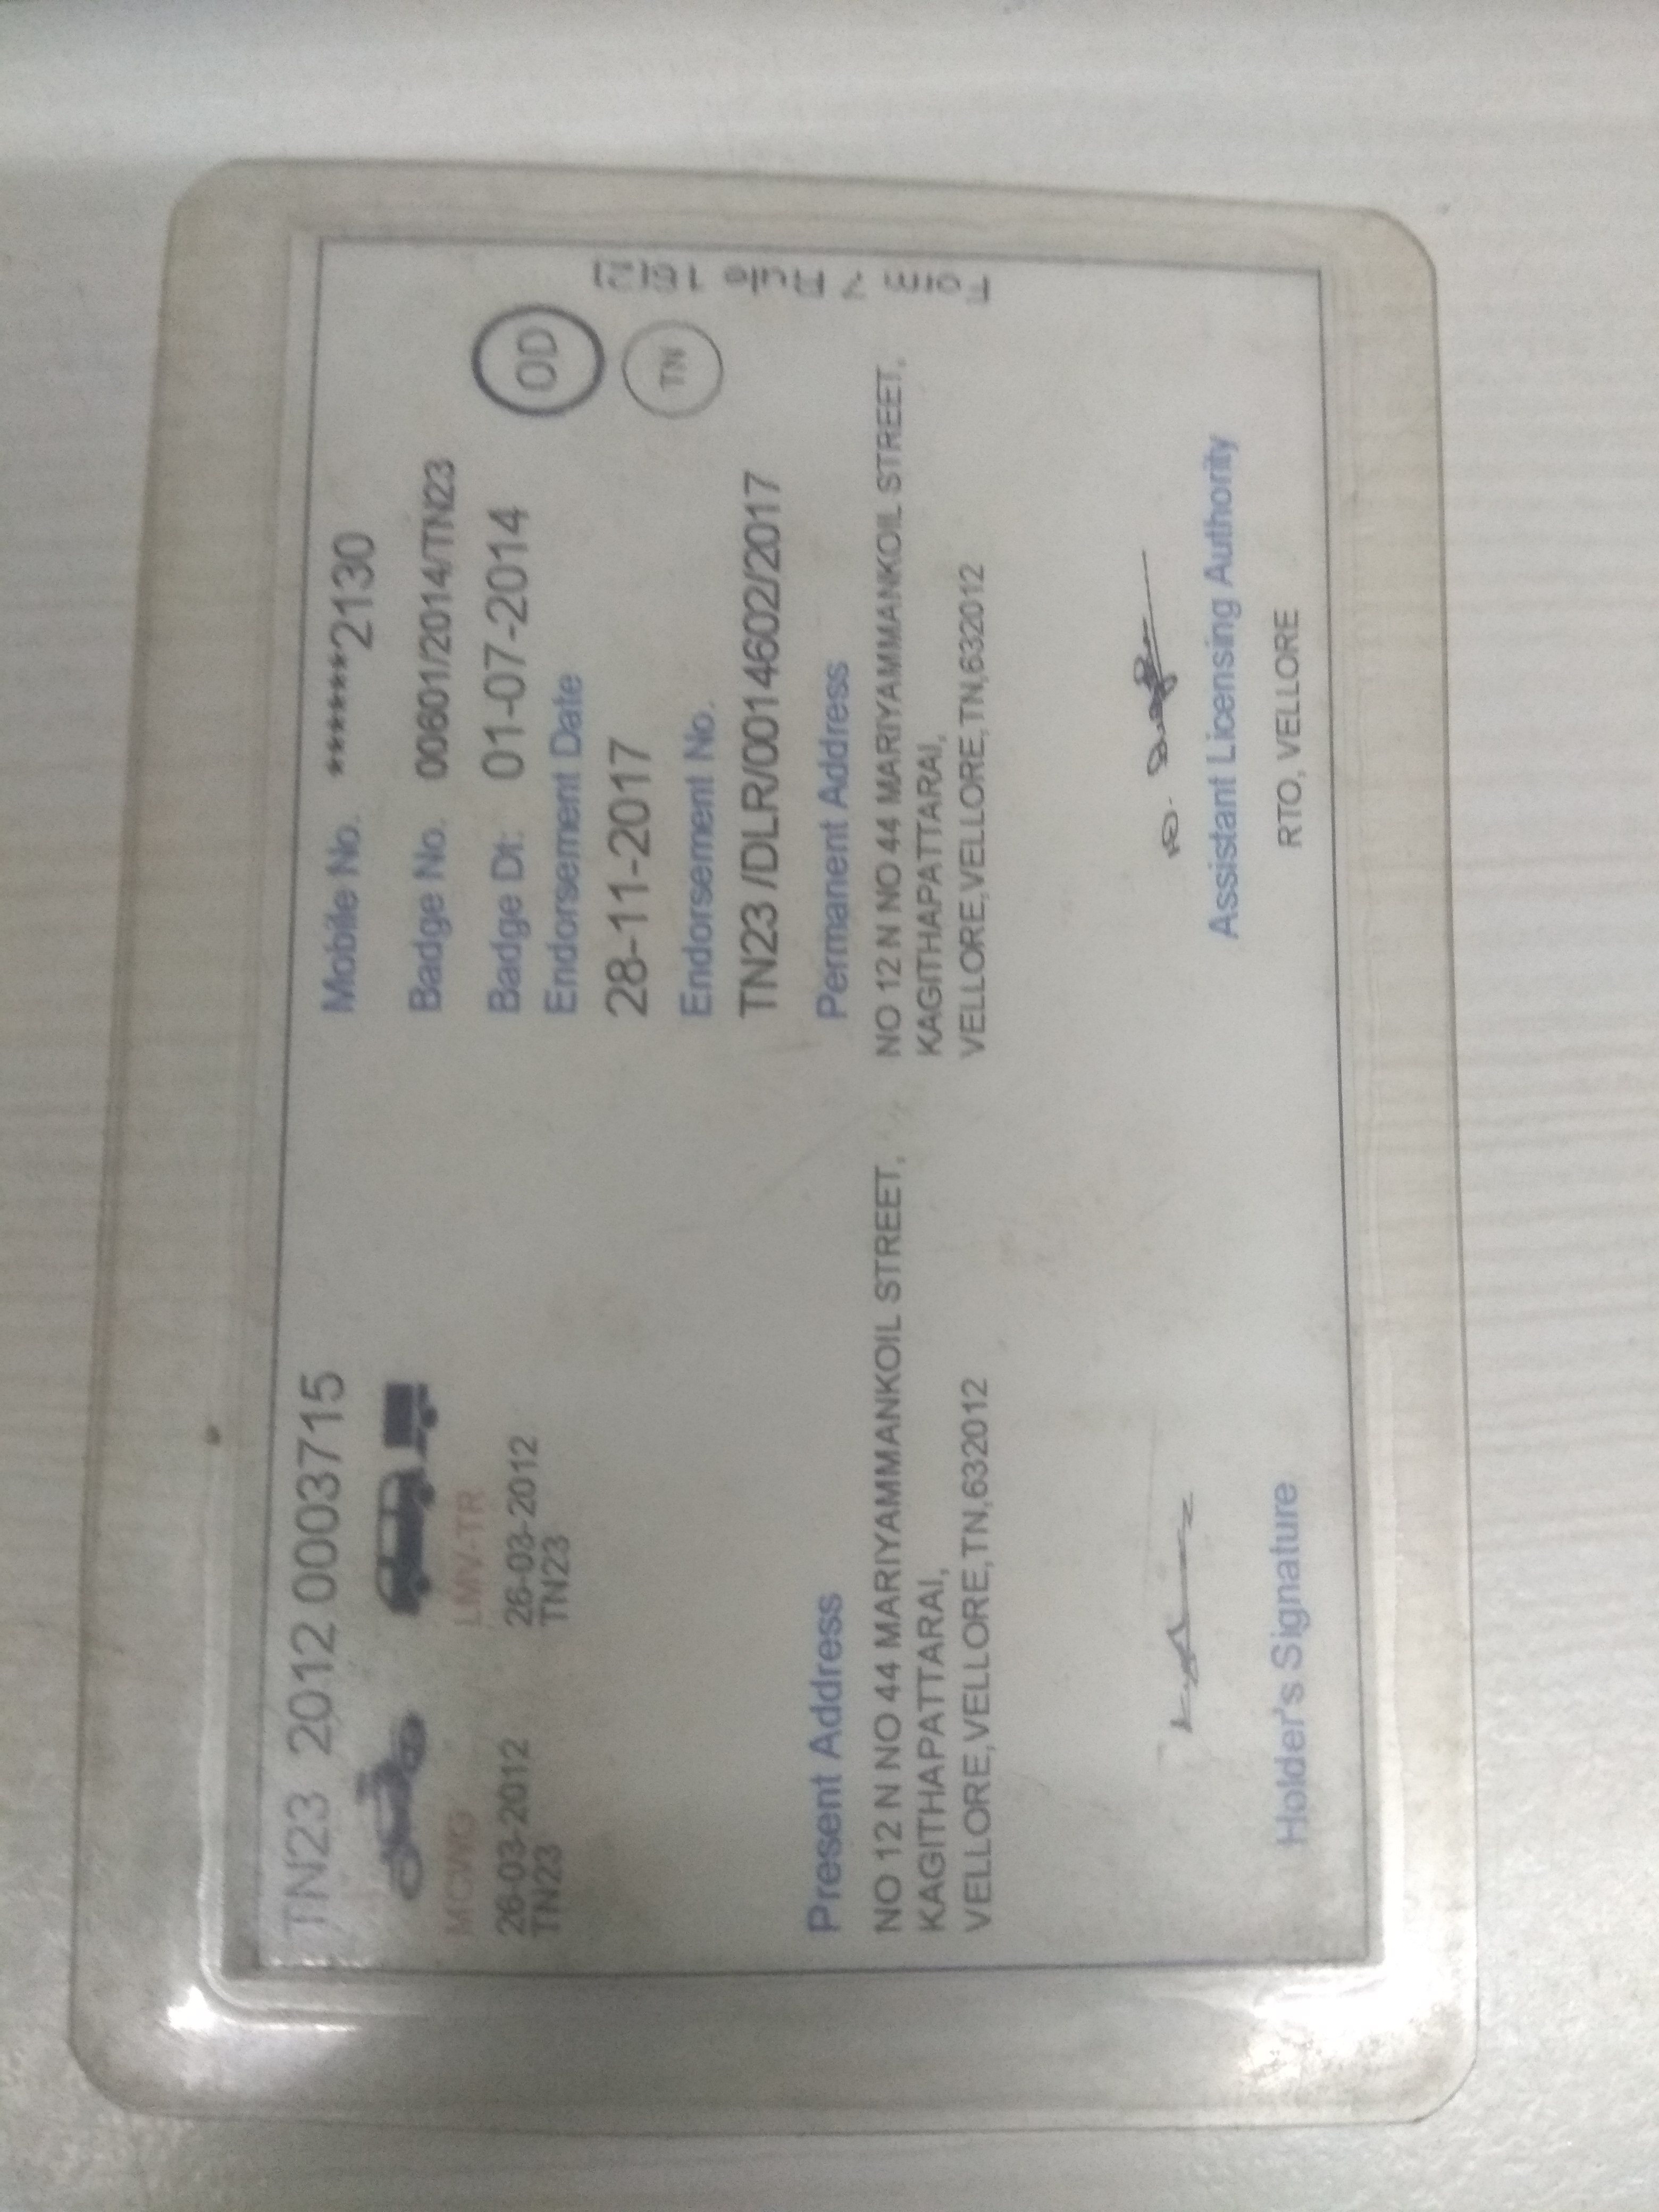 TN23 2012 0003715
MCWG
26-03-2012
TN23
LMV-TR
26-03-2012
TN23
Mobile No. *******2130
Badge No. 00601/2014/TN23
Badge Dt: 01-07-2014
Endorsement Date
28-11-2017
Endorsement No.
TN23 /DLR/0014602/2017
OD
TN
Form 7 Rule 16(2)
Present Address
NO 12 N NO 44 MARIYAMMANKOIL STREET,
KAGITHAPATTARAI,
VELLORE,VELLORE,TN,632012
Permanent Address
NO 12 N NO 44 MARIYAMMANKOIL STREET,
KAGITHAPATTARAI,
VELLORE,VELLORE,TN,632012
Holder's Signature
Assistant Licensing Authority
RTO, VELLORE